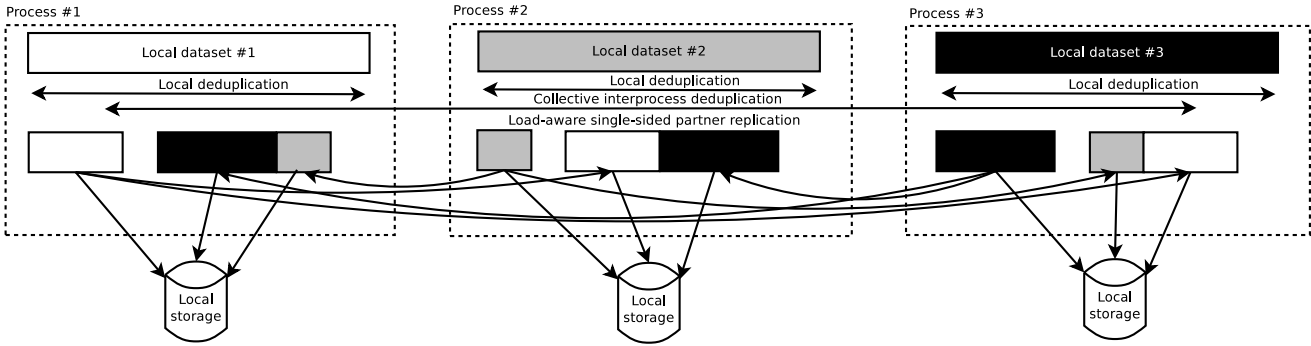 Process #1
Process #2
Process #3
Local dataset #1
Local dataset #2
Local dataset #3
Local deduplication
Local deduplication
Local deduplication
Collective interprocess deduplication
Load-aware single-sided partner replication
Local
storage
Local
storage
Local
storage